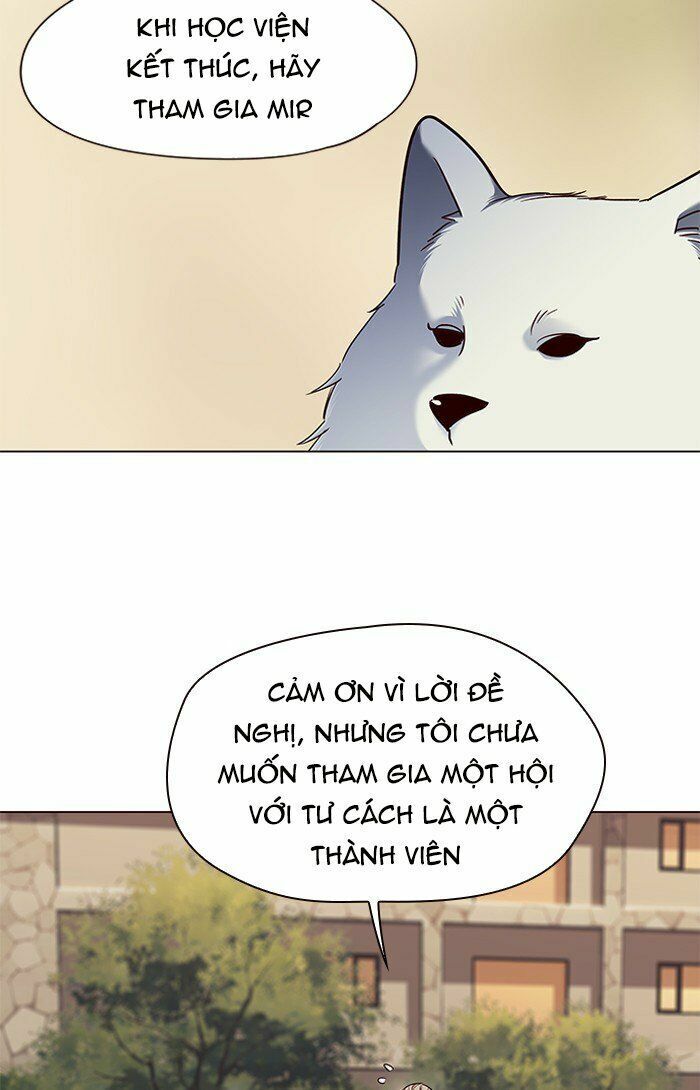 KHI HỌC VIỆN
KẾT THÚC, HÃY
THAM GIA MIR
CẢM ƠN VÌ LỜI ĐỀ
NGHỊ, NHƯNG TÔI CHƯA
MUỐN THAM GIA MỘT HỘI
VỚI TƯ CÁCH LÀ MỘT
THÀNH VIÊN